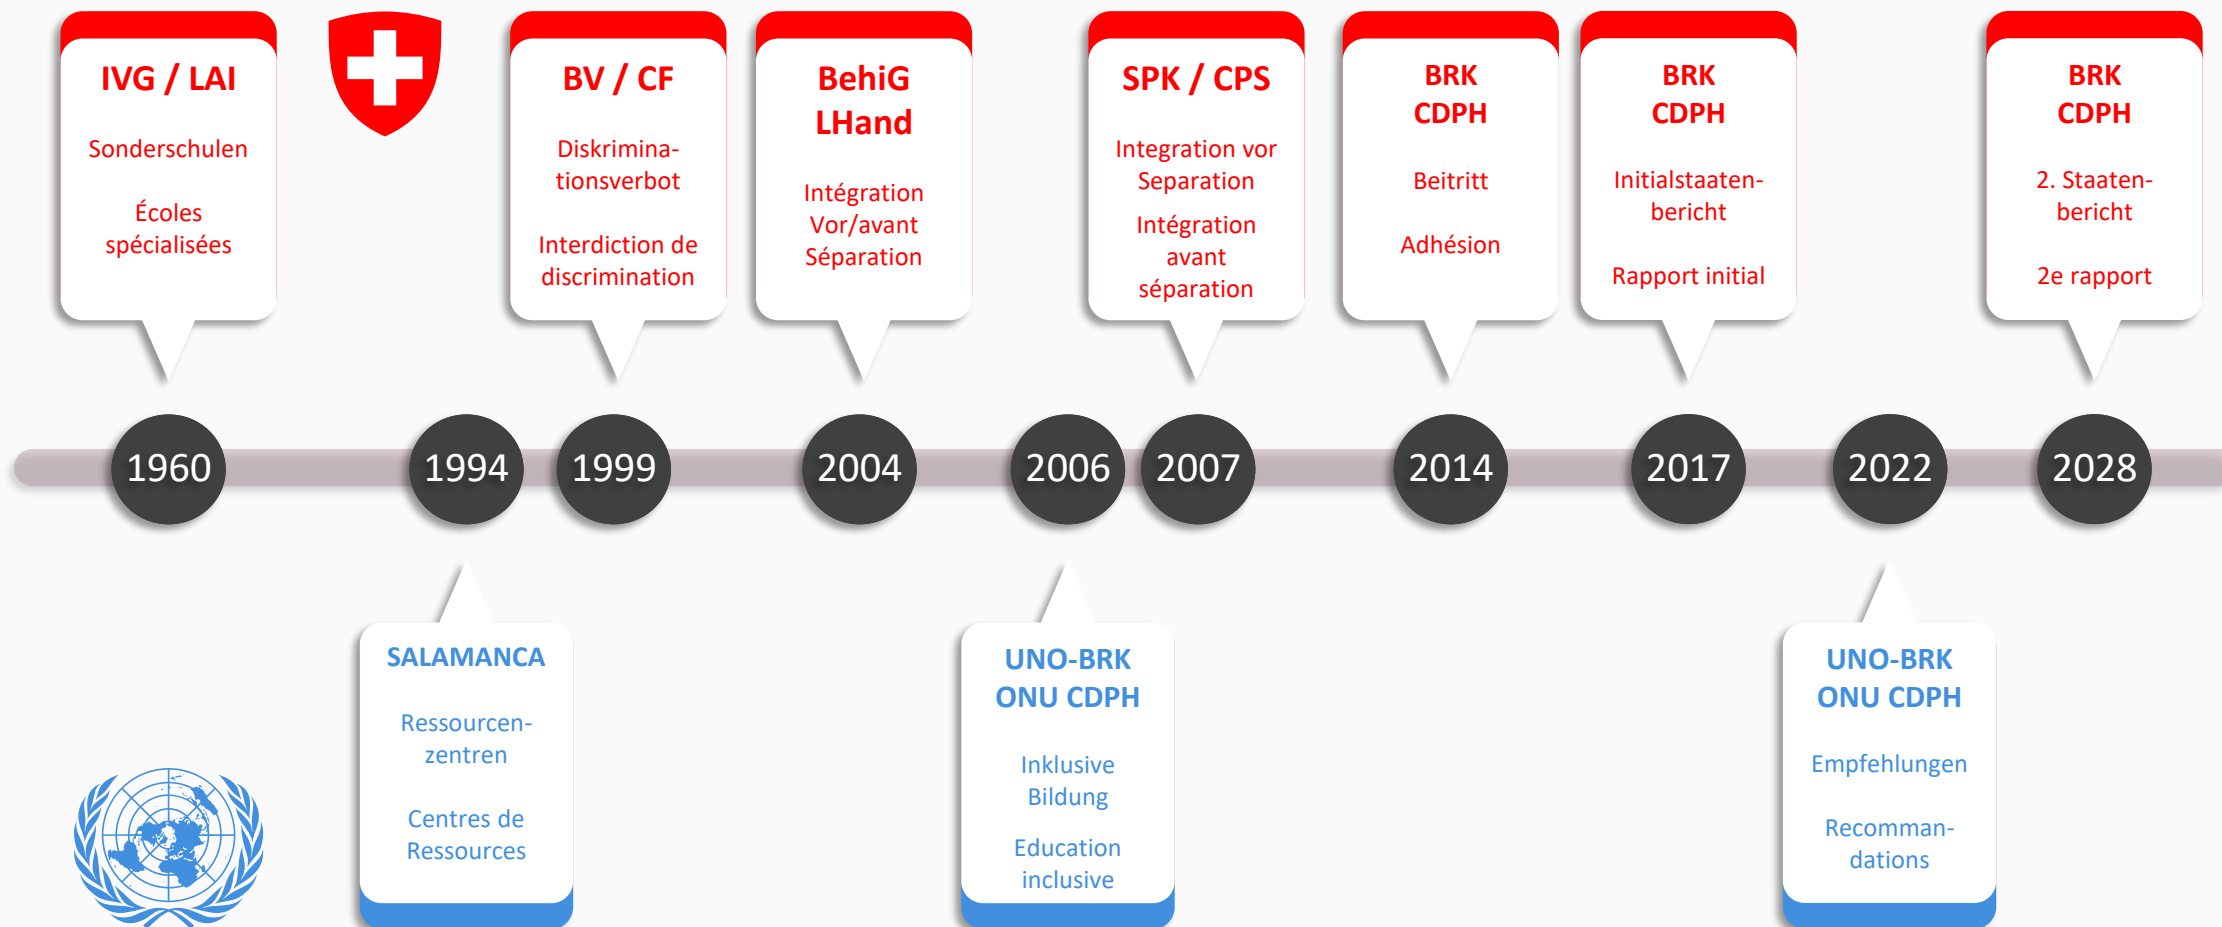 IVG / LAI
Sonderschulen
Écoles
spécialisées
BV / CF
Diskrimina-
tionsverbot
Interdiction de
discrimination
BehiG
LHand
Intégration
Vor/avant
Séparation
SPK / CPS
Integration vor
Separation
Intégration
avant
séparation
BRK
CDPH
Beitritt
Adhésion
BRK
CDPH
Initialstaaten-
bericht
Rapport initial
BRK
CDPH
2. Staaten-
bericht
2e rapport
1960
1994
1999
2004
2006
2007
2014
2017
2022
2028
SALAMANCA
Ressourcen-
zentren
Centres de
Ressources
UNO-BRK
ONU CDPH
Inklusive
Bildung
Education
inclusive
UNO-BRK
ONU CDPH
Empfehlungen
Recomman-
dations